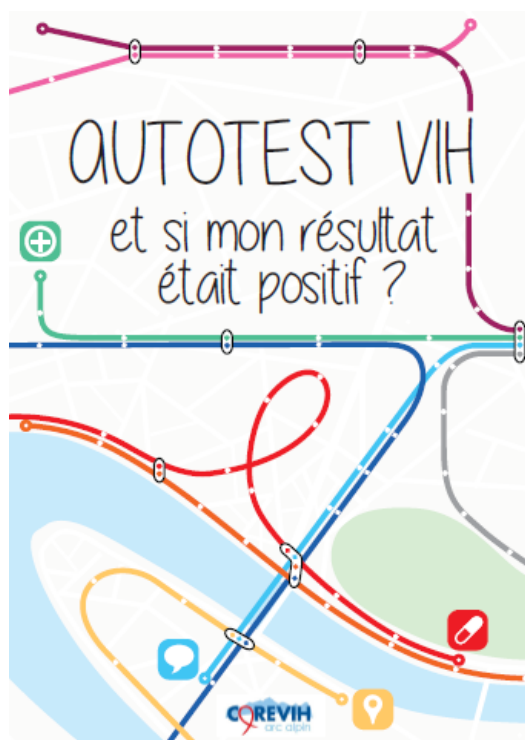 AUTOTEST VIH
et si mon résultat
était positif ?
COREVIH
arc alpin